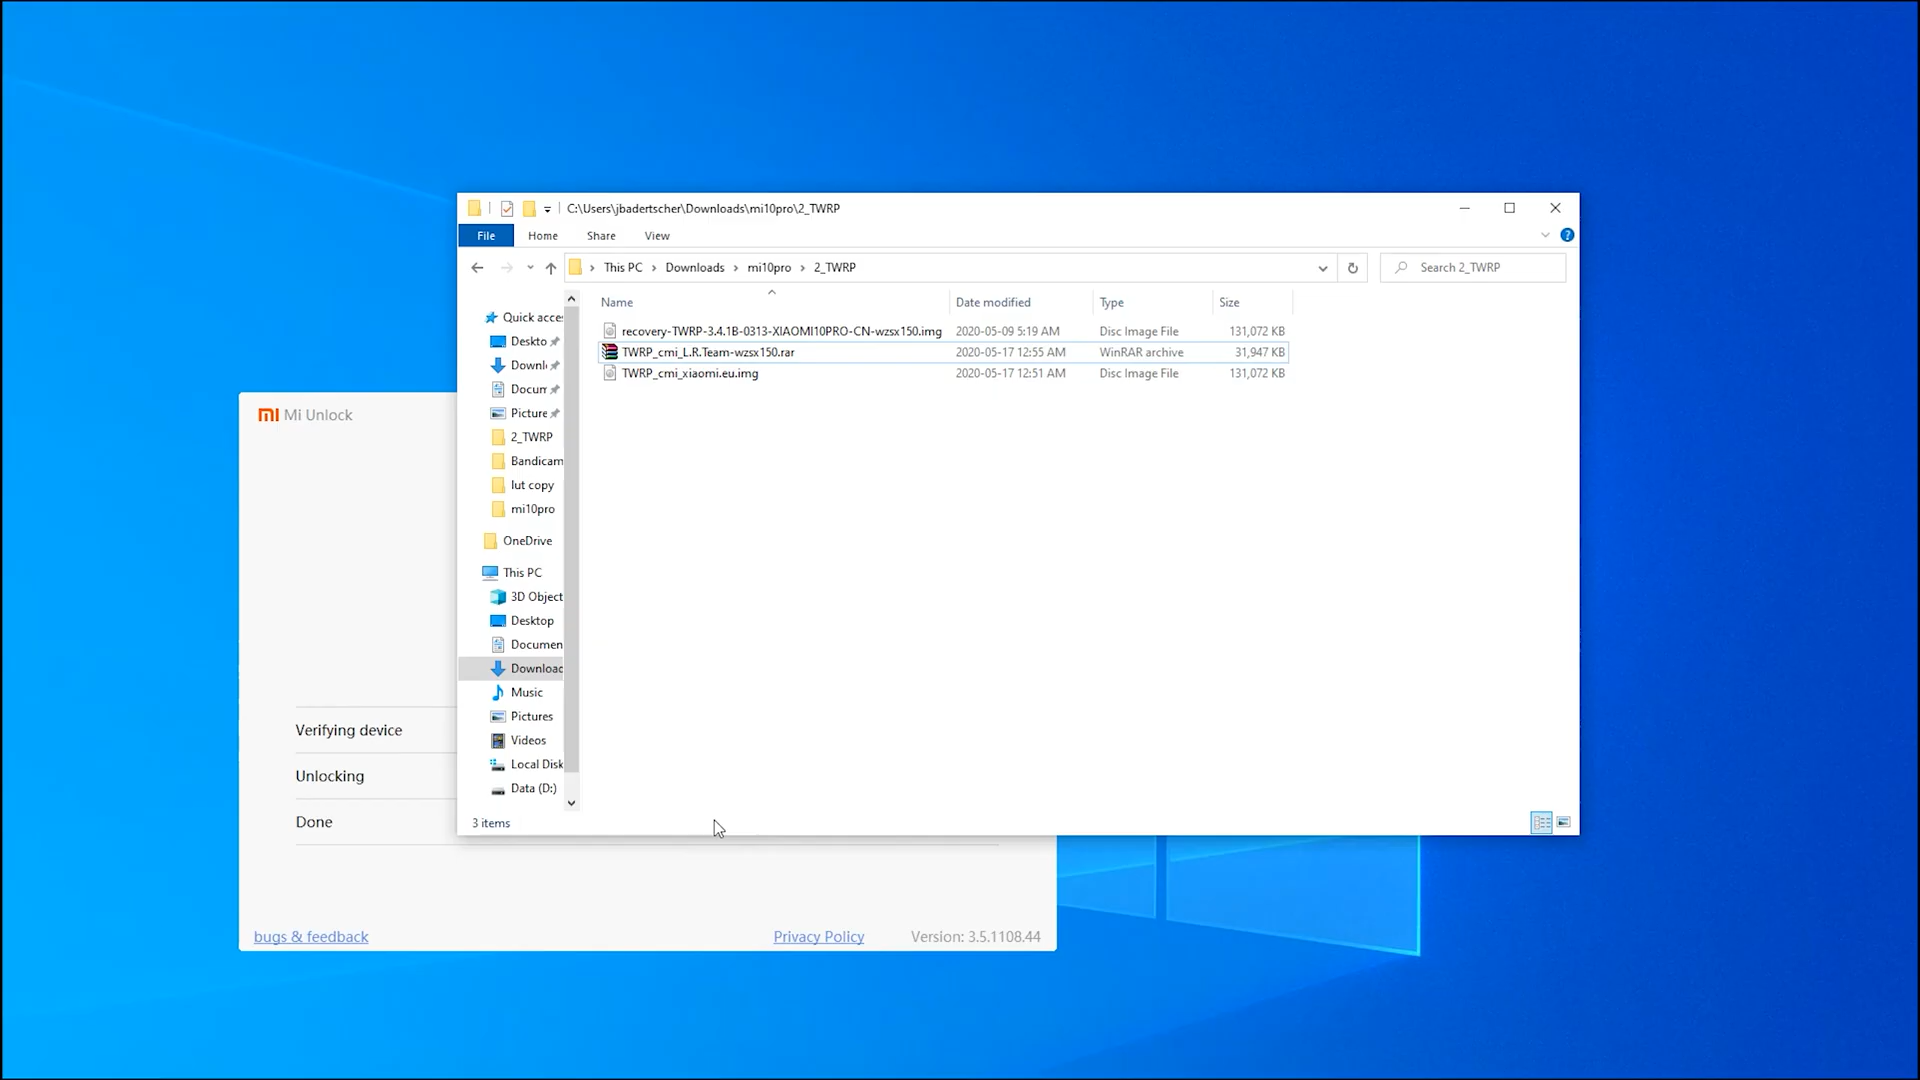 C:\Users\jbadertscher\Downloads\mi10pro\2_TWRP
File Home Share View
This PC Downloads mi10pro 2_TWRP
Search 2_TWRP
Name Date modified Type Size
recovery-TWRP-3.4.1B-0313-XIAOMI10PRO-CN-wzsx150.img 2020-05-09 5:19 AM Disc Image File 131,072 KB
TWRP_cmi_L.R.Team-wzsx150.rar 2020-05-17 12:55 AM WinRAR archive 31,947 KB
TWRP_cmi_xiaomi.eu.img 2020-05-17 12:51 AM Disc Image File 131,072 KB
Quick acce
Deskto
Downl
Docum
Picture
2_TWRP
Bandicam
lut copy
mi10pro
OneDrive
This PC
3D Object
Desktop
Documen
Downloac
Music
Pictures
Videos
Local Disk
Data (D:)
3 items
mi Mi Unlock
Verifying device
Unlocking
Done
bugs & feedback
Privacy Policy
Version: 3.5.1108.44